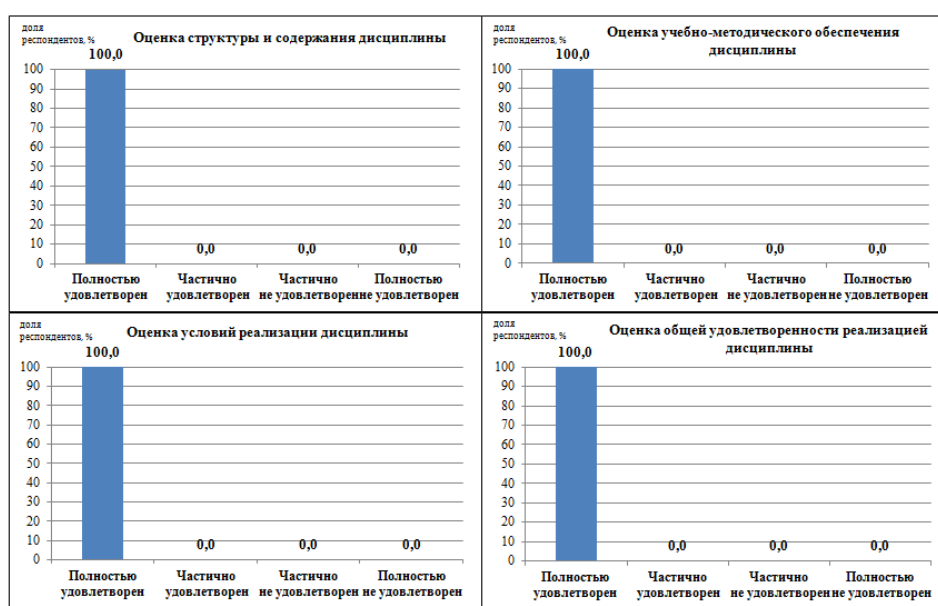 доля
респондентов, %
Оценка структуры и содержания дисциплины
100,0
100
90
80
70
60
50
40
30
20
10
0
0,0 0,0 0,0
Полностью Частично Частично Полностью
удовлетворен удовлетворен не удовлетворен не удовлетворен
доля
респондентов, %
Оценка учебно-методического обеспечения
дисциплины
100,0
100
90
80
70
60
50
40
30
20
10
0
0,0 0,0 0,0
Полностью Частично Частично Полностью
удовлетворен удовлетворен не удовлетворен не удовлетворен
доля
респондентов, %
Оценка условий реализации дисциплины
100,0
100
90
80
70
60
50
40
30
20
10
0
0,0 0,0 0,0
Полностью Частично Частично Полностью
удовлетворен удовлетворен не удовлетворен не удовлетворен
доля
респондентов, %
Оценка общей удовлетворенности реализацией
дисциплины
100,0
100
90
80
70
60
50
40
30
20
10
0
0,0 0,0 0,0
Полностью Частично Частично Полностью
удовлетворен удовлетворен не удовлетворен не удовлетворен